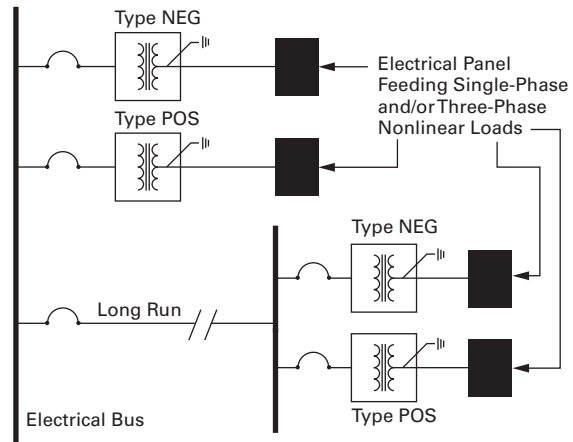 Type NEG
Type POS
Electrical Panel
Feeding Single-Phase
and/or Three-Phase
Nonlinear Loads
Type NEG
Long Run
Type POS
Electrical Bus